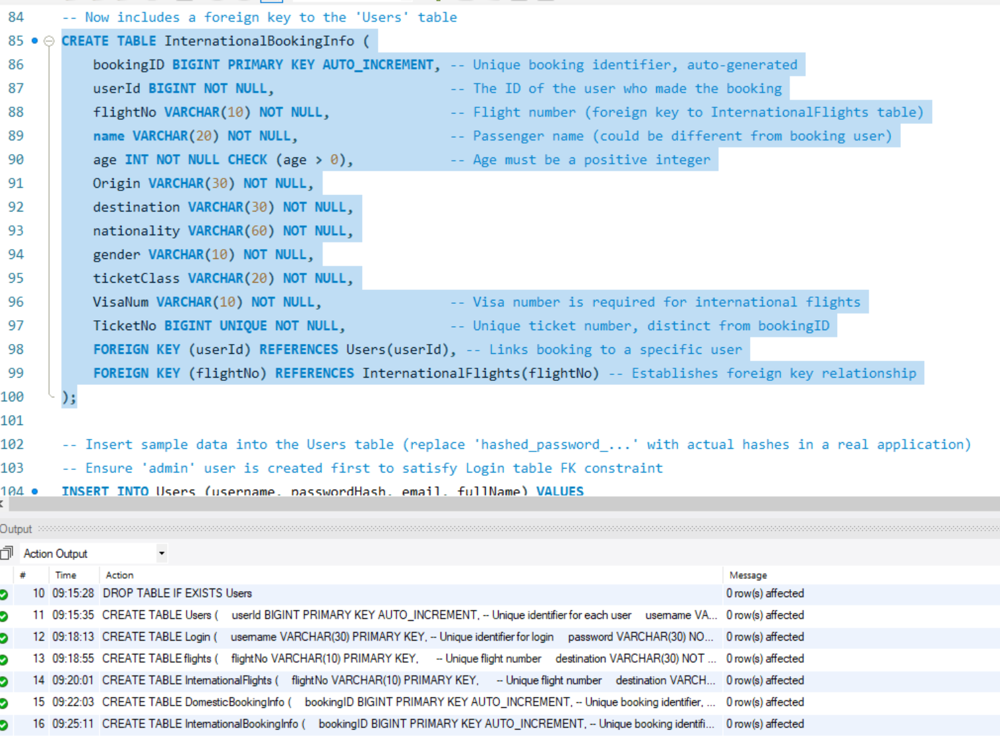 84 -- Now includes a foreign key to the 'Users' table
85 CREATE TABLE InternationalBookingInfo (
86 bookingID BIGINT PRIMARY KEY AUTO_INCREMENT, -- Unique booking identifier, auto-generated
87 userId BIGINT NOT NULL, -- The ID of the user who made the booking
88 flightNo VARCHAR(10) NOT NULL, -- Flight number (foreign key to InternationalFlights table)
89 name VARCHAR(20) NOT NULL, -- Passenger name (could be different from booking user)
90 age INT NOT NULL CHECK (age > 0), -- Age must be a positive integer
91 Origin VARCHAR(30) NOT NULL,
92 destination VARCHAR(30) NOT NULL,
93 nationality VARCHAR(60) NOT NULL,
94 gender VARCHAR(10) NOT NULL,
95 ticketClass VARCHAR(20) NOT NULL,
96 VisaNum VARCHAR(10) NOT NULL, -- Visa number is required for international flights
97 TicketNo BIGINT UNIQUE NOT NULL, -- Unique ticket number, distinct from bookingID
98 FOREIGN KEY (userId) REFERENCES Users(userId), -- Links booking to a specific user
99 FOREIGN KEY (flightNo) REFERENCES InternationalFlights(flightNo) -- Establishes foreign key relationship
100 );
101
102 -- Insert sample data into the Users table (replace 'hashed_password_...' with actual hashes in a real application)
103 -- Ensure 'admin' user is created first to satisfy Login table FK constraint
104 INSERT INTO Users (username, passwordHash, email, fullName) VALUES
Output
Action Output
# Time Action Message
10 09:15:28 DROP TABLE IF EXISTS Users 0 row(s) affected
11 09:15:35 CREATE TABLE Users ( userId BIGINT PRIMARY KEY AUTO_INCREMENT, -- Unique identifier for each user username VA... 0 row(s) affected
12 09:18:13 CREATE TABLE Login ( username VARCHAR(30) PRIMARY KEY, -- Unique identifier for login password VARCHAR(30) NO... 0 row(s) affected
13 09:18:55 CREATE TABLE flights ( flightNo VARCHAR(10) PRIMARY KEY, -- Unique flight number destination VARCHAR(30) NOT ... 0 row(s) affected
14 09:20:01 CREATE TABLE InternationalFlights ( flightNo VARCHAR(10) PRIMARY KEY, -- Unique flight number destination VARCH... 0 row(s) affected
15 09:22:03 CREATE TABLE DomesticBookingInfo ( bookingID BIGINT PRIMARY KEY AUTO_INCREMENT, -- Unique booking identifier, ... 0 row(s) affected
16 09:25:11 CREATE TABLE InternationalBookingInfo ( bookingID BIGINT PRIMARY KEY AUTO_INCREMENT, -- Unique booking identifi... 0 row(s) affected